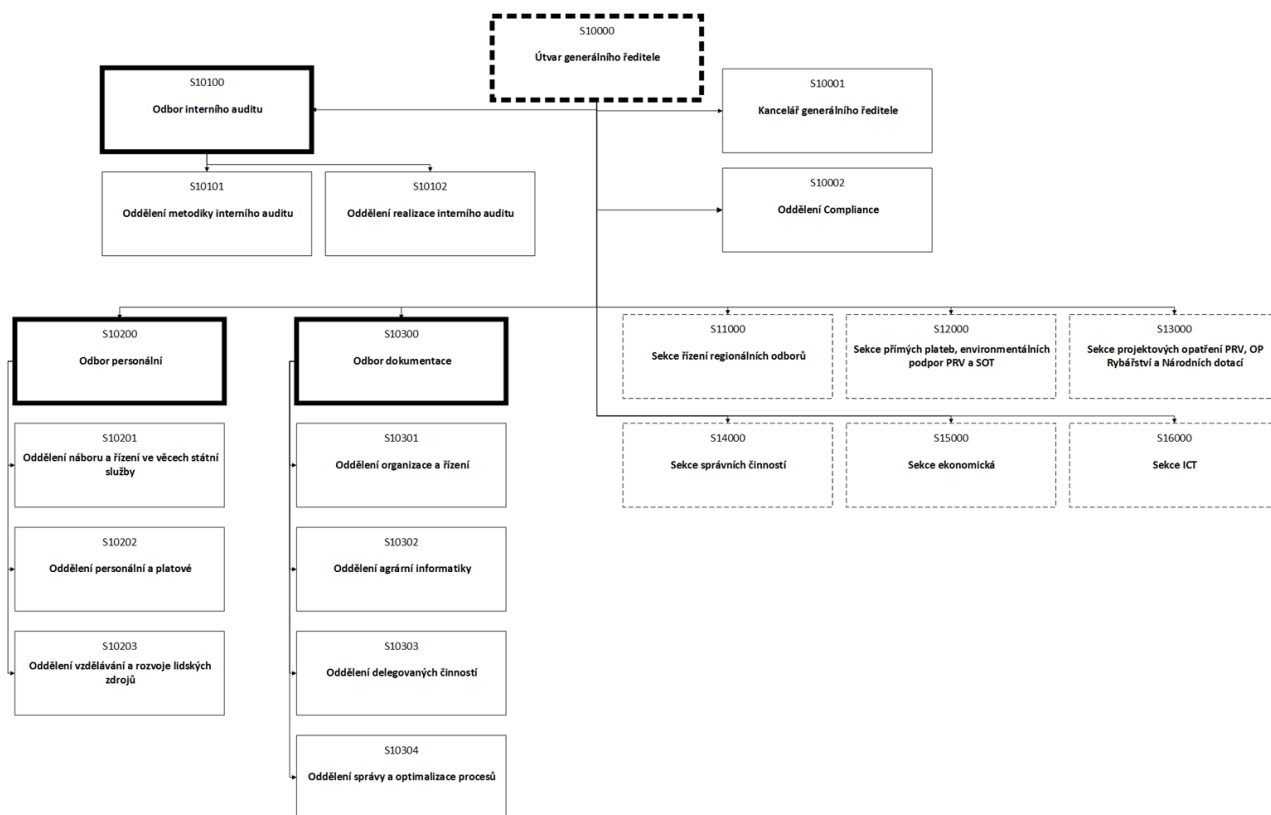 S10000
Útvar generálního ředitele
S10100
Odbor interního auditu
S10001
Kancelář generálního ředitele
S10101
Oddělení metodiky interního auditu
S10102
Oddělení realizace interního auditu
S10002
Oddělení Compliance
S10200
Odbor personální
S10300
Odbor dokumentace
S11000
Sekce řízení regionálních odborů
S12000
Sekce přímých plateb, environmentálních
podpor PRV a SOT
S13000
Sekce projektových opatření PRV, OP
Rybářství a Národních dotací
S10201
Oddělení náboru a řízení ve věcech státní
služby
S10301
Oddělení organizace a řízení
S14000
Sekce správních činností
S15000
Sekce ekonomická
S16000
Sekce ICT
S10202
Oddělení personální a platové
S10302
Oddělení agrární informatiky
S10203
Oddělení vzdělávání a rozvoje lidských
zdrojů
S10303
Oddělení delegovaných činností
S10304
Oddělení správy a optimalizace procesů